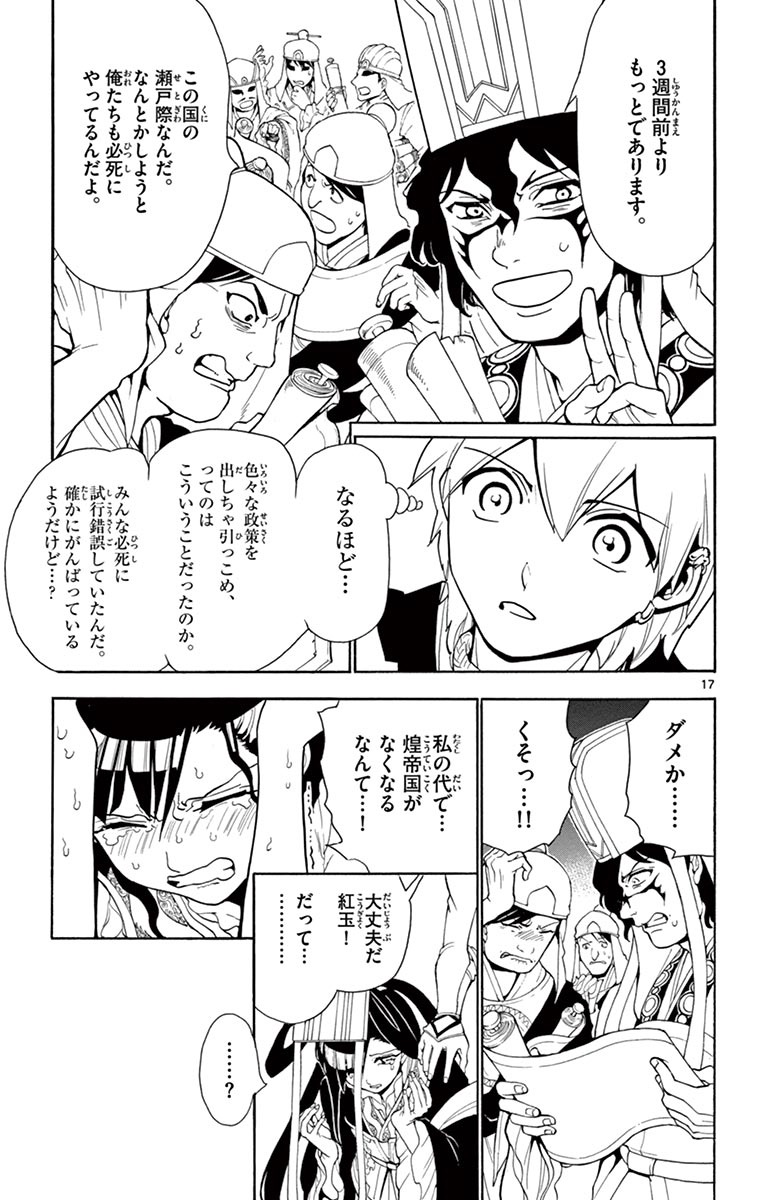 3週間前より
もっとであります。
この国の
瀬戸際なんだ。
なんとかしようと
俺たちも必死に
やってるんだよ。
なるほど…
色々な政策を
出しちゃ引っこめ、
ってのは
こういうことだったのか。
みんな必死に
試行錯誤していたんだ。
確かにがんばっている
ようだけど…?
17
ダメか……
くそっ…!!
私の代で…
煌帝国が
なくなる
なんて…!
大丈夫だ
紅玉!
だって…
…………
……?